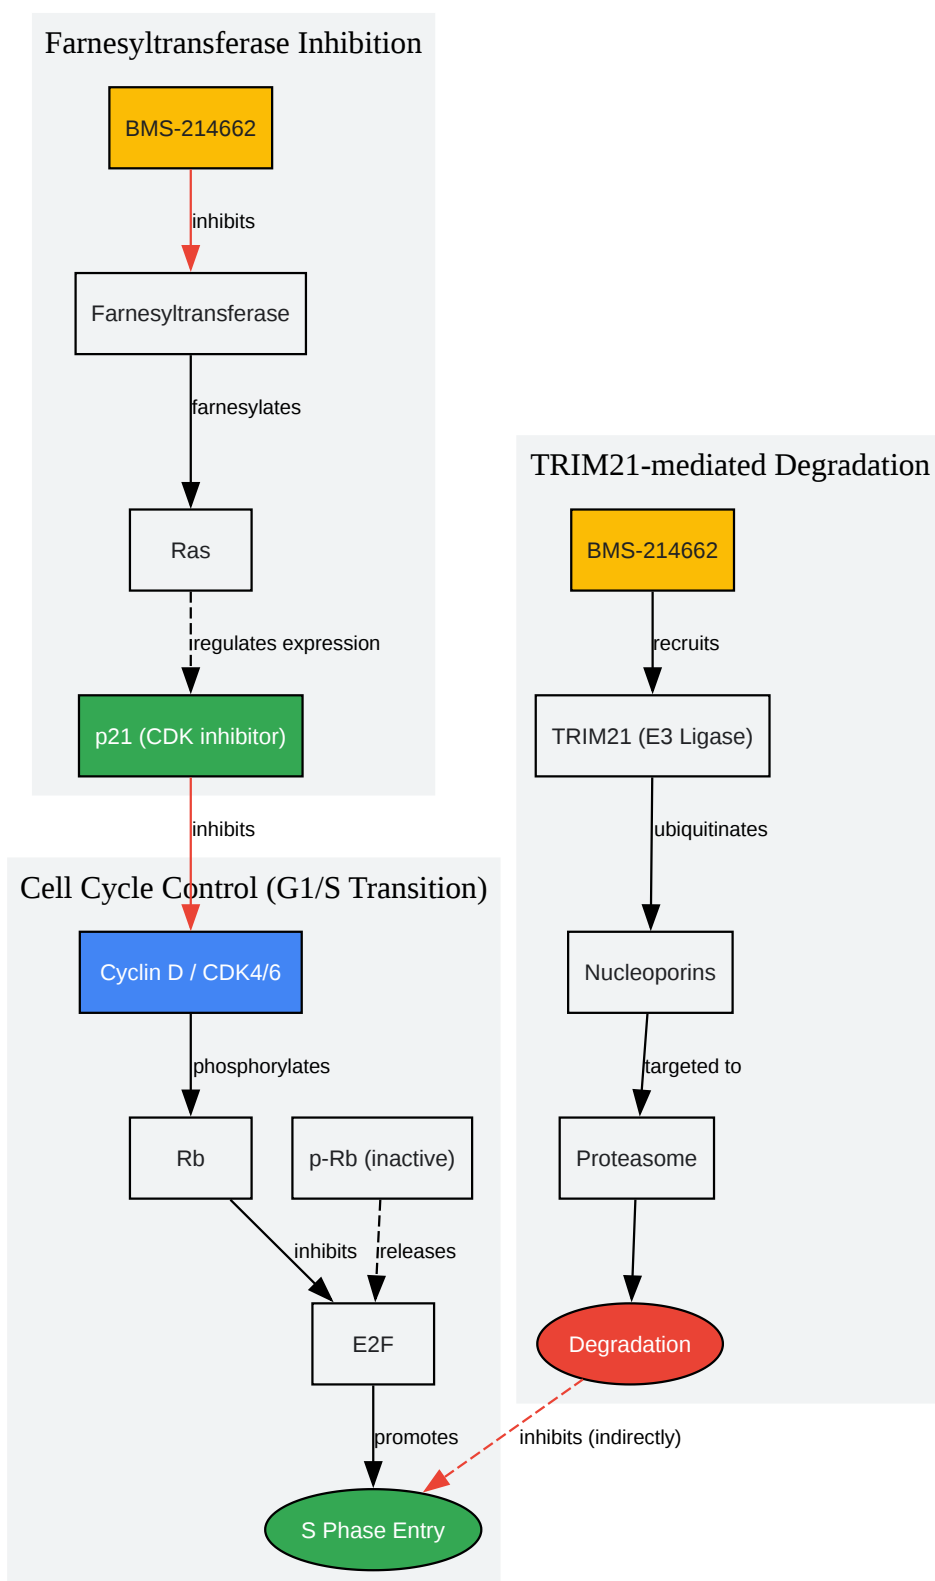 Farnesyltransferase Inhibition
BMS-214662
inhibits
Farnesyltransferase
farnesylates
Ras
regulates expression
p21 (CDK inhibitor)
inhibits
Cell Cycle Control (G1/S Transition)
Cyclin D / CDK4/6
phosphorylates
Rb
p-Rb (inactive)
inhibits
releases
E2F
promotes
S Phase Entry
TRIM21-mediated Degradation
BMS-214662
recruits
TRIM21 (E3 Ligase)
ubiquitinates
Nucleoporins
targeted to
Proteasome
Degradation
inhibits (indirectly)